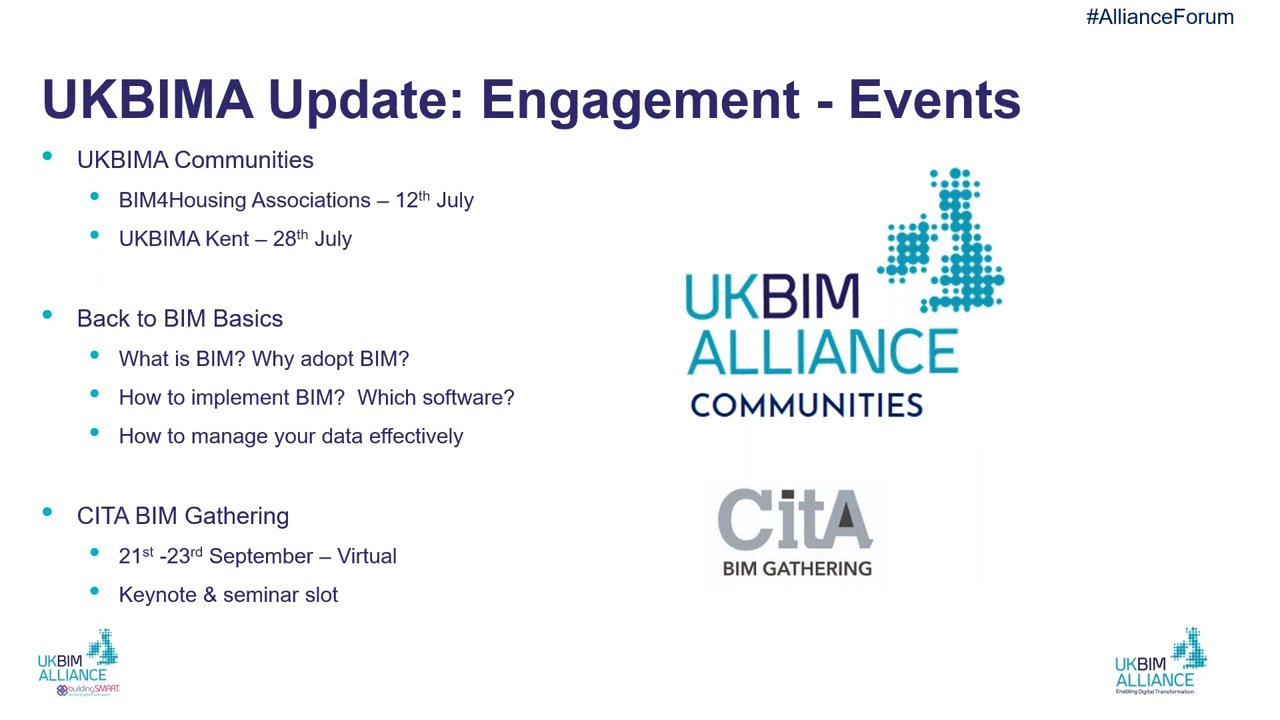 #AllianceForum
UKBIMA Update: Engagement - Events
• UKBIMA Communities
• BIM4Housing Associations – 12th July
• UKBIMA Kent – 28th July
• Back to BIM Basics
• What is BIM? Why adopt BIM?
• How to implement BIM?  Which software?
• How to manage your data effectively
• CITA BIM Gathering
• 21st -23rd September – Virtual
• Keynote & seminar slot
UKBIM
ALLIANCE
COMMUNITIES
CitA
BIM GATHERING
UKBIM
ALLIANCE
buildingSMART
UKBIM
ALLIANCE
Enabling Digital Transformation